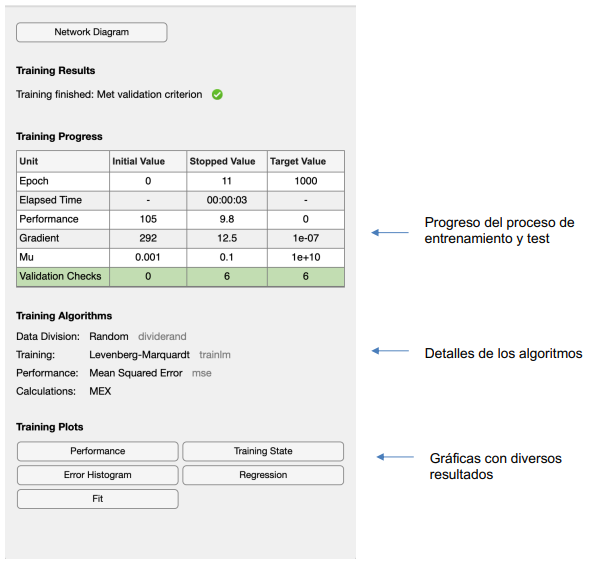 Network Diagram
Training Results
Training finished: Met validation criterion
Training Progress
Unit Initial Value Stopped Value Target Value
Epoch 0 11 1000
Elapsed Time - 00:00:03 -
Performance 105 9.8 0
Gradient 292 12.5 1e-07
Mu 0.001 0.1 1e+10
Validation Checks 0 6 6
Progreso del proceso de
entrenamiento y test
Training Algorithms
Data Division: Random dividerand
Training: Levenberg-Marquardt trainlm
Performance: Mean Squared Error mse
Calculations: MEX
Detalles de los algoritmos
Training Plots
Performance Training State
Error Histogram Regression
Fit
Gráficas con diversos
resultados